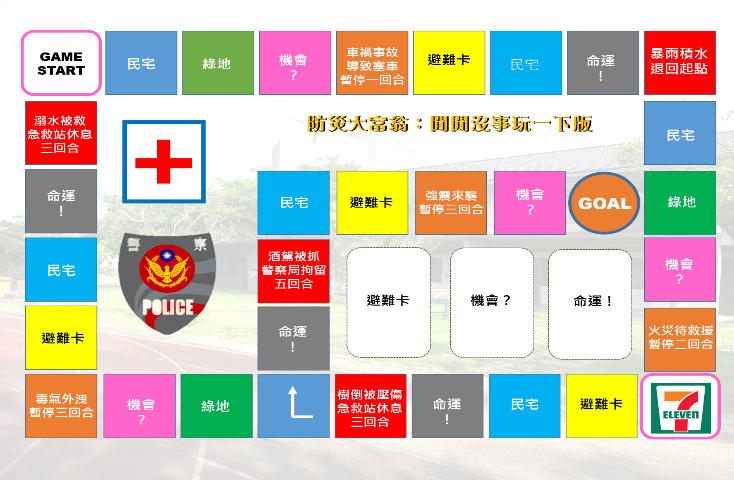 GAME
START
民宅
綠地
機會
?
車禍事故
導致塞車
暫停一回合
避難卡
民宅
命運
!
暴雨積水
退回起點
溺水被救
急救站休息
三回合
防災大富翁：閒閒沒事玩一下版
民宅
命運
!
民宅
避難卡
強震來襲
暫停三回合
機會
?
GOAL
綠地
民宅
警察
POLICE
酒駕被抓
警察局拘留
五回合
避難卡
機會？
命運！
機會
?
避難卡
命運
!
火災待救援
暫停二回合
毒氣外洩
暫停三回合
機會
?
綠地
樹倒被壓傷
急救站休息
三回合
命運
!
民宅
避難卡
7
ELEVEn